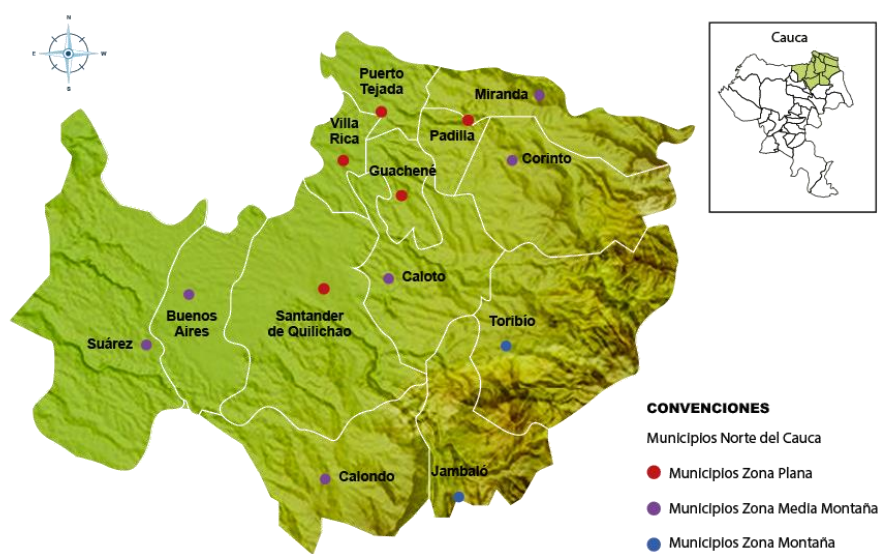 N
E
W
S
Cauca
Puerto
Tejada
Miranda
Villa
Rica
Padilla
Guachené
Corinto
Caloto
Buenos
Aires
Santander
de Quilichao
Toribío
Suárez
Calondo
Jambaló
CONVENCIONES
Municipios Norte del Cauca
Municipios Zona Plana
Municipios Zona Media Montaña
Municipios Zona Montaña